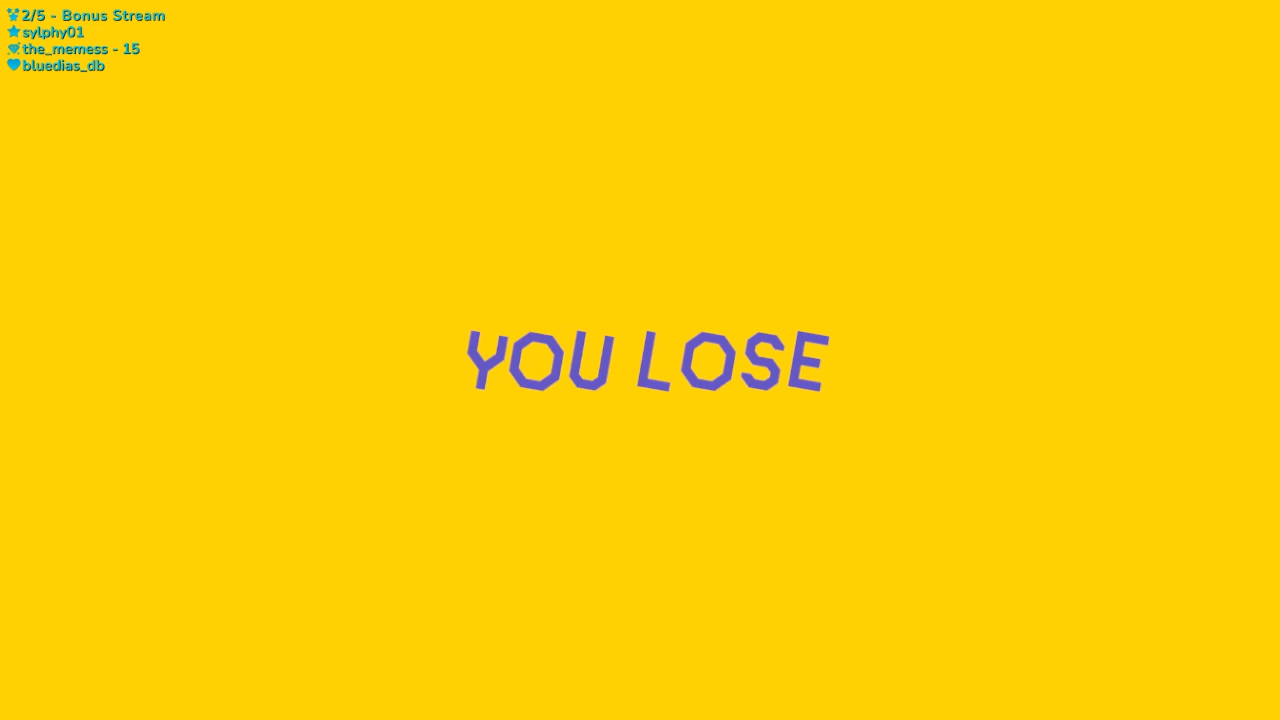 2/5 - Bonus Stream
sylphy01
the_memess - 15
bluedias_db
YOU LOSE